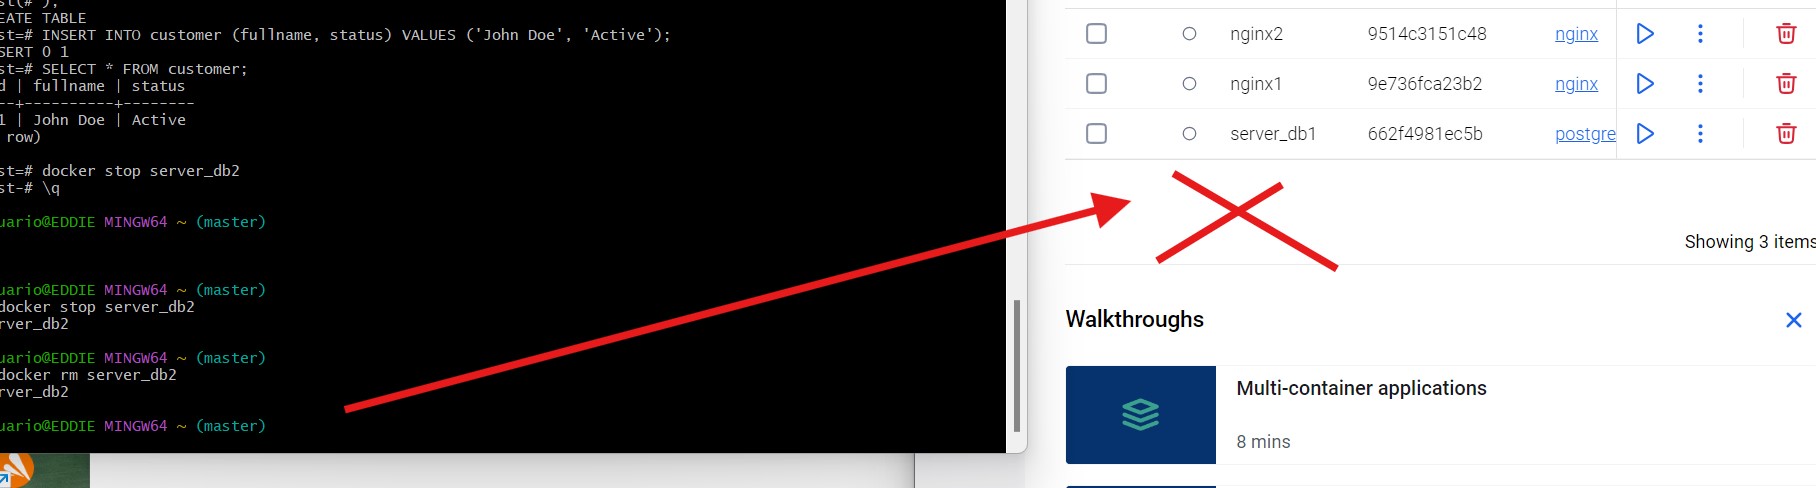 st(# );
EATE TABLE
st=# INSERT INTO customer (fullname, status) VALUES ('John Doe', 'Active');
SERT 0 1
st=# SELECT * FROM customer;
d | fullname | status
--+----------+--------
1 | John Doe | Active
row)
st=# docker stop server_db2
st-# \q
uario@EDDIE MINGW64 ~ (master)
uario@EDDIE MINGW64 ~ (master)
docker stop server_db2
rver_db2
uario@EDDIE MINGW64 ~ (master)
docker rm server_db2
rver_db2
uario@EDDIE MINGW64 ~ (master)
nginx2 9514c3151c48 nginx
nginx1 9e736fca23b2 nginx
server_db1 662f4981ec5b postgre
Showing 3 items
Walkthroughs
Multi-container applications
8 mins